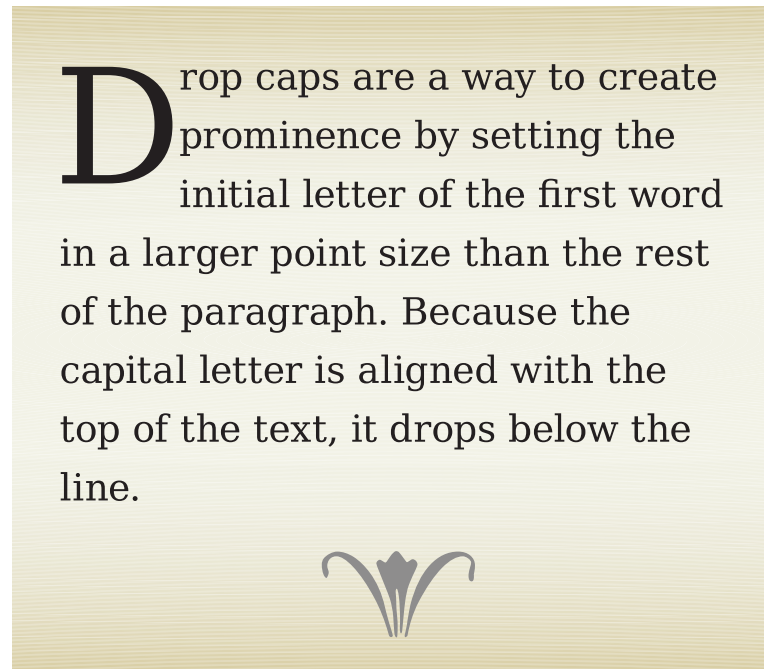 Drop caps are a way to create
prominence by setting the
initial letter of the first word
in a larger point size than the rest
of the paragraph. Because the
capital letter is aligned with the
top of the text, it drops below the
line.